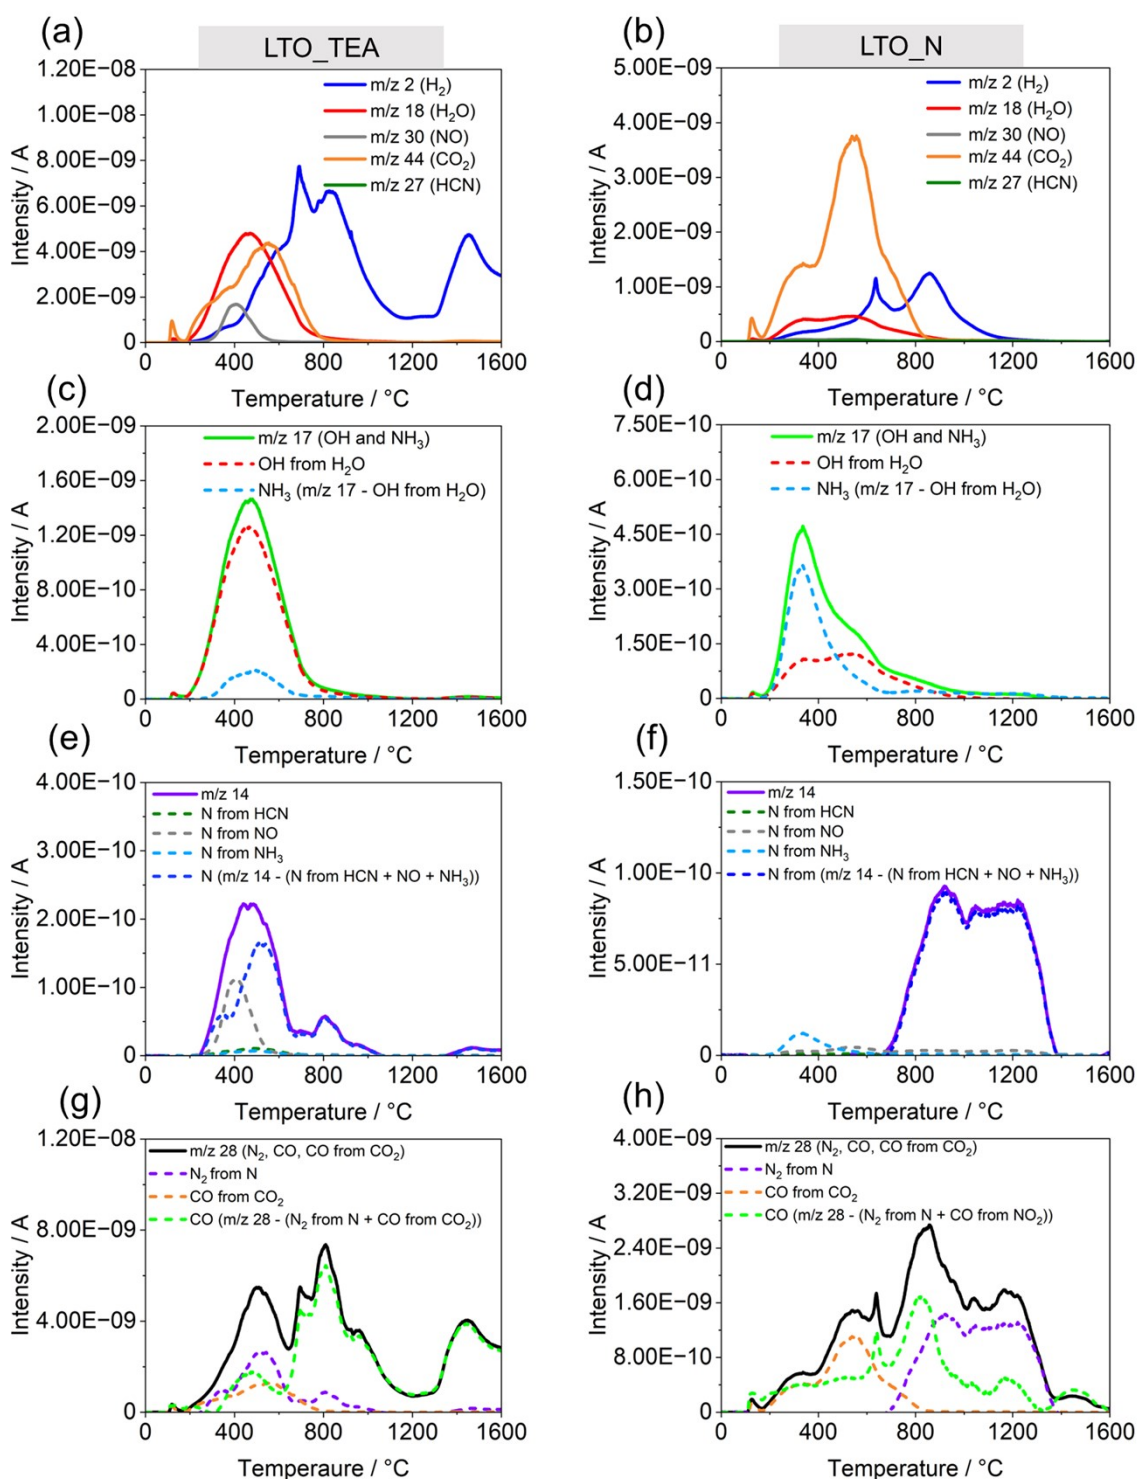 (a)
LTO_TEA
1.20E−08
1.00E−08
8.00E−09
6.00E−09
4.00E−09
2.00E−09
0
Intensity / A
m/z 2 (H₂)
m/z 18 (H₂O)
m/z 30 (NO)
m/z 44 (CO₂)
m/z 27 (HCN)
0 400 800 1200 1600
Temperature / °C
(b)
LTO_N
5.00E−09
4.00E−09
3.00E−09
2.00E−09
1.00E−09
0
Intensity / A
m/z 2 (H₂)
m/z 18 (H₂O)
m/z 30 (NO)
m/z 44 (CO₂)
m/z 27 (HCN)
0 400 800 1200 1600
Temperature / °C
(c)
2.00E−09
1.60E−09
1.20E−09
8.00E−10
4.00E−10
0
Intensity / A
m/z 17 (OH and NH₃)
OH from H₂O
NH₃ (m/z 17 - OH from H₂O)
0 400 800 1200 1600
Temperature / °C
(d)
7.50E−10
6.00E−10
4.50E−10
3.00E−10
1.50E−10
0
Intensity / A
m/z 17 (OH and NH₃)
OH from H₂O
NH₃ (m/z 17 - OH from H₂O)
0 400 800 1200 1600
Temperature / °C
(e)
4.00E−10
3.00E−10
2.00E−10
1.00E−10
0
Intensity / A
m/z 14
N from HCN
N from NO
N from NH₃
N (m/z 14 - (N from HCN + NO + NH₃))
0 400 800 1200 1600
Temperature / °C
(f)
1.50E−10
1.00E−10
5.00E−11
0
Intensity / A
m/z 14
N from HCN
N from NO
N from NH₃
N from (m/z 14 - (N from HCN + NO + NH₃))
0 400 800 1200 1600
Temperature / °C
(g)
1.20E−08
8.00E−09
4.00E−09
0
Intensity / A
m/z 28 (N₂, CO, CO from CO₂)
N₂ from N
CO from CO₂
CO (m/z 28 - (N₂ from N + CO from CO₂))
0 400 800 1200 1600
Temperaure / °C
(h)
4.00E−09
3.20E−09
2.40E−09
1.60E−09
8.00E−10
0
Intensity / A
m/z 28 (N₂, CO, CO from CO₂)
N₂ from N
CO from CO₂
CO (m/z 28 - (N₂ from N + CO from NO₂))
0 400 800 1200 1600
Temperature / °C